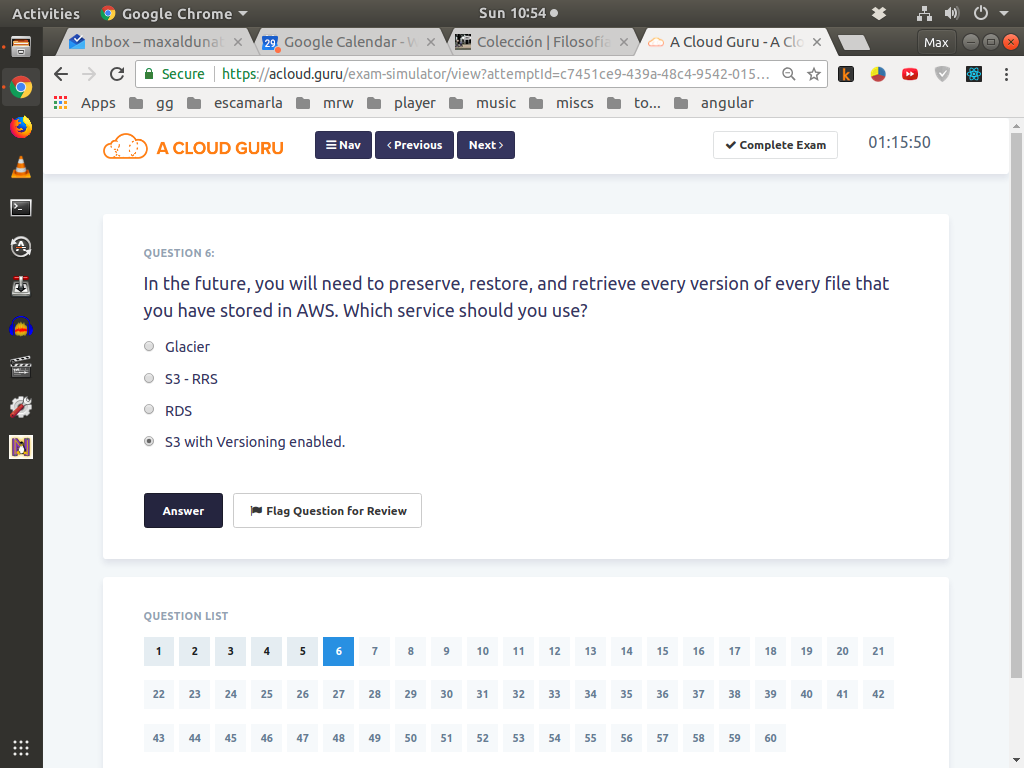 Activities Google Chrome Sun 10:54
Inbox – maxaldunat Google Calendar - W Colección | Filosofía A Cloud Guru - A Clo Max
Secure https://acloud.guru/exam-simulator/view?attemptId=c7451ce9-439a-48c4-9542-015...
Apps gg escamarla mrw player music miscs to... angular
A CLOUD GURU Nav Previous Next Complete Exam 01:15:50
QUESTION 6:
In the future, you will need to preserve, restore, and retrieve every version of every file that
you have stored in AWS. Which service should you use?
Glacier
S3 - RRS
RDS
S3 with Versioning enabled.
Answer Flag Question for Review
QUESTION LIST
1 2 3 4 5 6 7 8 9 10 11 12 13 14 15 16 17 18 19 20 21
22 23 24 25 26 27 28 29 30 31 32 33 34 35 36 37 38 39 40 41 42
43 44 45 46 47 48 49 50 51 52 53 54 55 56 57 58 59 60